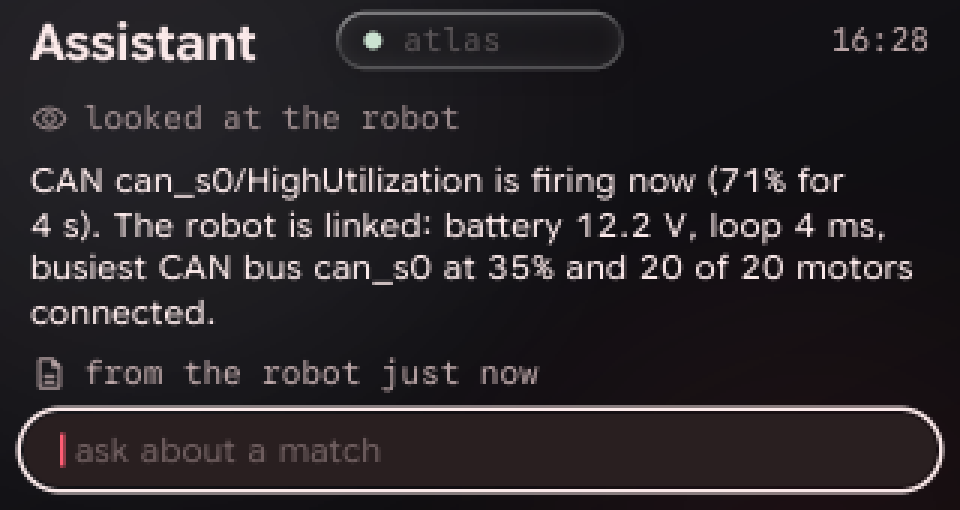 Assistant
atlas
16:28
looked at the robot
CAN can_s0/HighUtilization is firing now (71% for
4 s). The robot is linked: battery 12.2 V, loop 4 ms,
busiest CAN bus can_s0 at 35% and 20 of 20 motors
connected.
from the robot just now
ask about a match